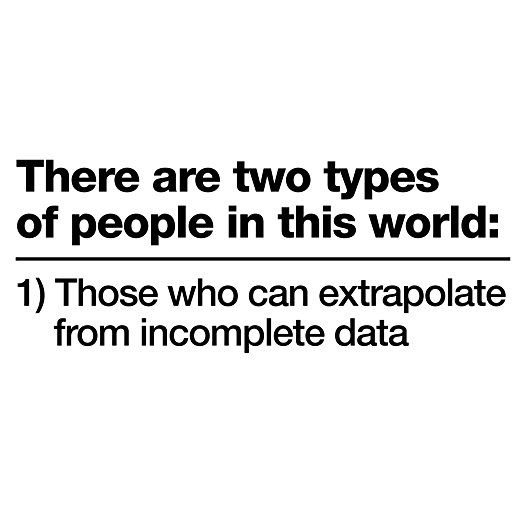 There are two types
of people in this world:
1) Those who can extrapolate
from incomplete data